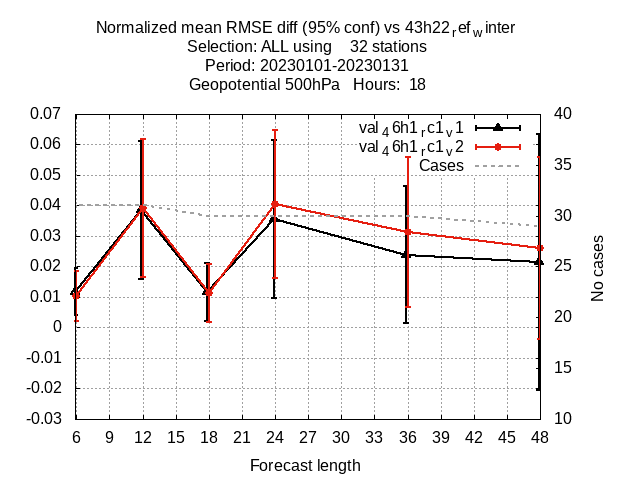 Normalized mean RMSE diff (95% conf) vs 43h22refwinter
Selection: ALL using 32 stations
Period: 20230101-20230131
Geopotential 500hPa Hours: 18
val46h1rc1v1
val46h1rc1v2
Cases
0.07
0.06
0.05
0.04
0.03
0.02
0.01
0
-0.01
-0.02
-0.03
40
35
30
25
20
15
10
No cases
6 9 12 15 18 21 24 27 30 33 36 39 42 45 48
Forecast length